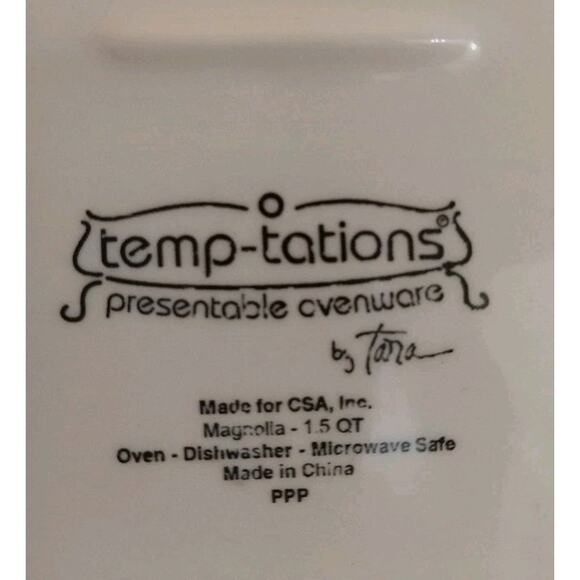 temp-tations®
presentable ovenware
by Tara
Made for CSA, Inc.
Magnolia - 1.5 QT
Oven - Dishwasher - Microwave Safe
Made in China
PPP